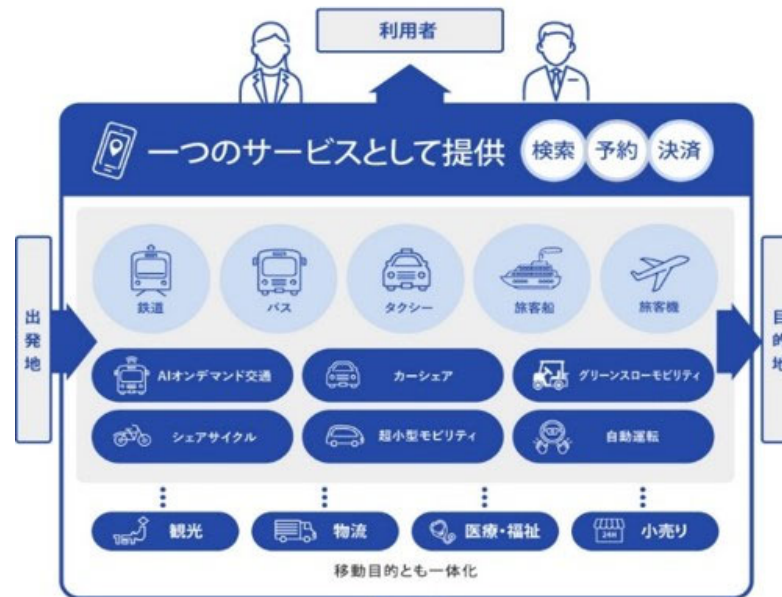 利用者
一つのサービスとして提供 検索 予約 決済
出発地
鉄道 バス タクシー 旅客船 旅客機
AIオンデマンド交通 カーシェア グリーンスローモビリティ
シェアサイクル 超小型モビリティ 自動運転
目的地
観光 物流 医療・福祉 24H 小売り
移動目的とも一体化